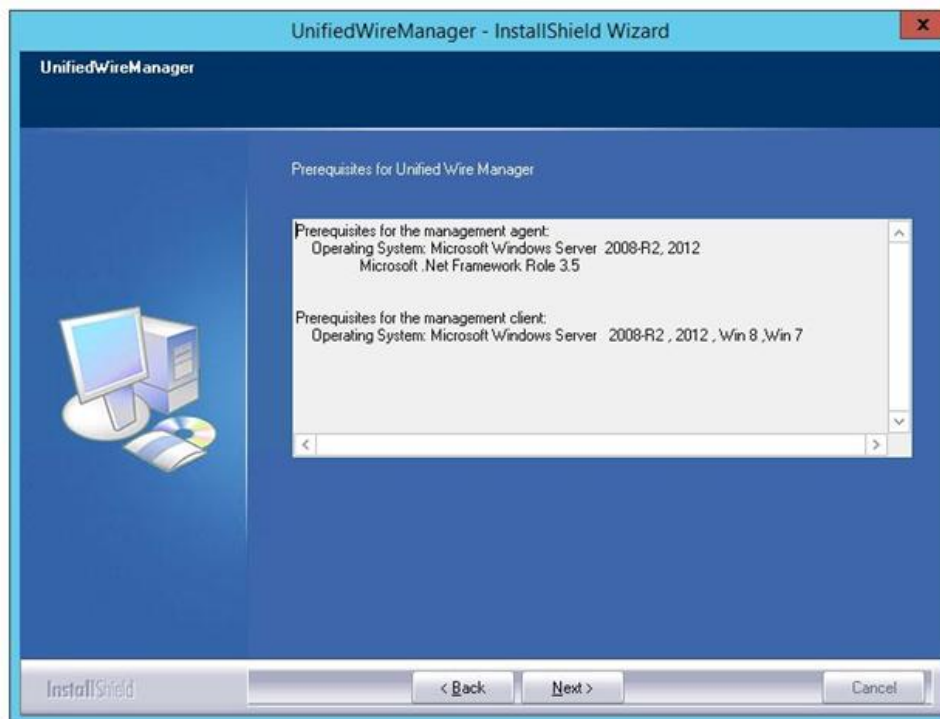 UnifiedWireManager - InstallShield Wizard
x
UnifiedWireManager
Prerequisites for Unified Wire Manager
Prerequisites for the management agent:
Operating System: Microsoft Windows Server 2008-R2, 2012
Microsoft .Net Framework Role 3.5
Prerequisites for the management client:
Operating System: Microsoft Windows Server 2008-R2 , 2012 , Win 8 ,Win 7
InstallShield
< Back
Next >
Cancel